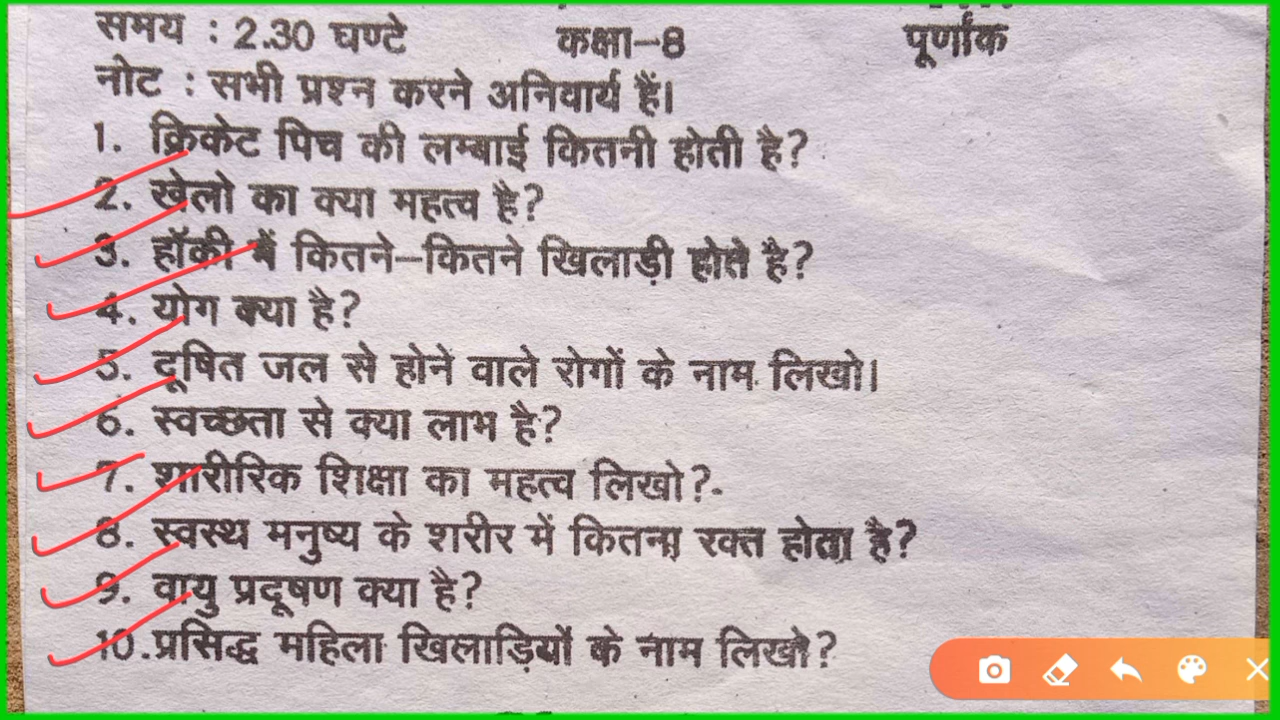 समय : 2.30 घण्टे कक्षा-8 पूर्णांक
नोट : सभी प्रश्न करने अनिवार्य हैं।
1. क्रिकेट पिच की लम्बाई कितनी होती है?
2. खेलो का क्या महत्व है?
3. हॉकी में कितने-कितने खिलाड़ी होते है?
4. योग क्या है?
5. दूषित जल से होने वाले रोगों के नाम लिखो।
6. स्वच्छता से क्या लाभ है?
7. शारीरिक शिक्षा का महत्व लिखो?
8. स्वस्थ मनुष्य के शरीर में कितना रक्त होता है?
9. वायु प्रदूषण क्या है?
10.प्रसिद्ध महिला खिलाड़ियों के नाम लिखो?